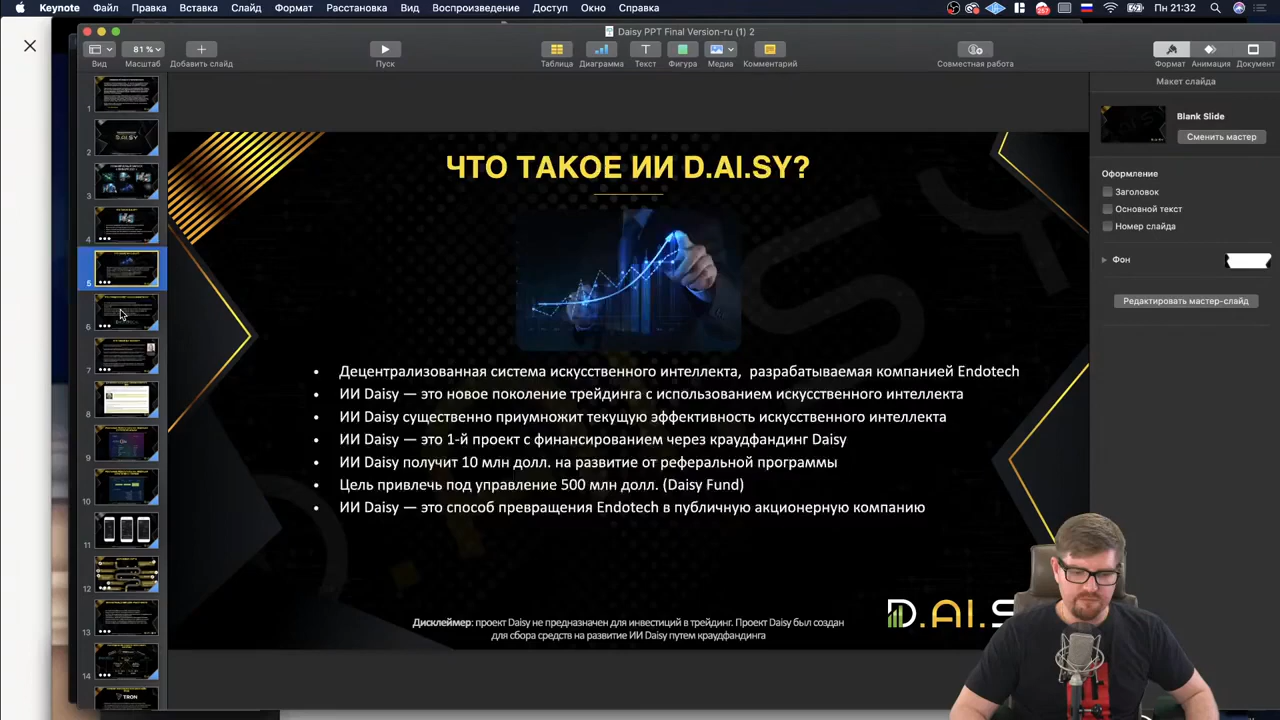 Keynote Файл Правка Вставка Слайд Формат Расстановка Вид Воспроизведение Доступ Окно Справка
257 Пн 21:32
Daisy PPT Final Version-ru (1) 2
81 %
Вид Масштаб Добавить слайд Пуск Таблица Диаграмма Текст Фигура Медиа Комментарий Совместная работа Формат Анимация Документ
Макет слайда
Blank Slide
Сменить мастер
Оформление
Заголовок
Основной текст
Номер слайда
Фон
Редактировать мастер-слайд
1
2
3
4
5
6
7
8
9
10
11
12
13
14
TRON
ЧТО ТАКОЕ ИИ D.AI.SY?
Децентрализованная система искусственного интеллекта, разрабатываемая компанией Endotech
ИИ Daisy — это новое поколение трейдинга с использованием искусственного интеллекта
ИИ Daisy существенно приумножит текущую эффективность искусственного интеллекта
ИИ Daisy — это 1-й проект с финансированием через краудфандинг Daisy
ИИ Daisy получит 10 млн долл. на развитие от реферальной программы
Цель привлечь под управление 500 млн долл. (Daisy Fund)
ИИ Daisy — это способ превращения Endotech в публичную акционерную компанию
Дисклеймер: проект Daisy не предназначен для инвестиций в трейдинг. Проект Daisy был создан
для сбора средств на развитие ИИ Daisy путем краудфандинга
D.AI.S